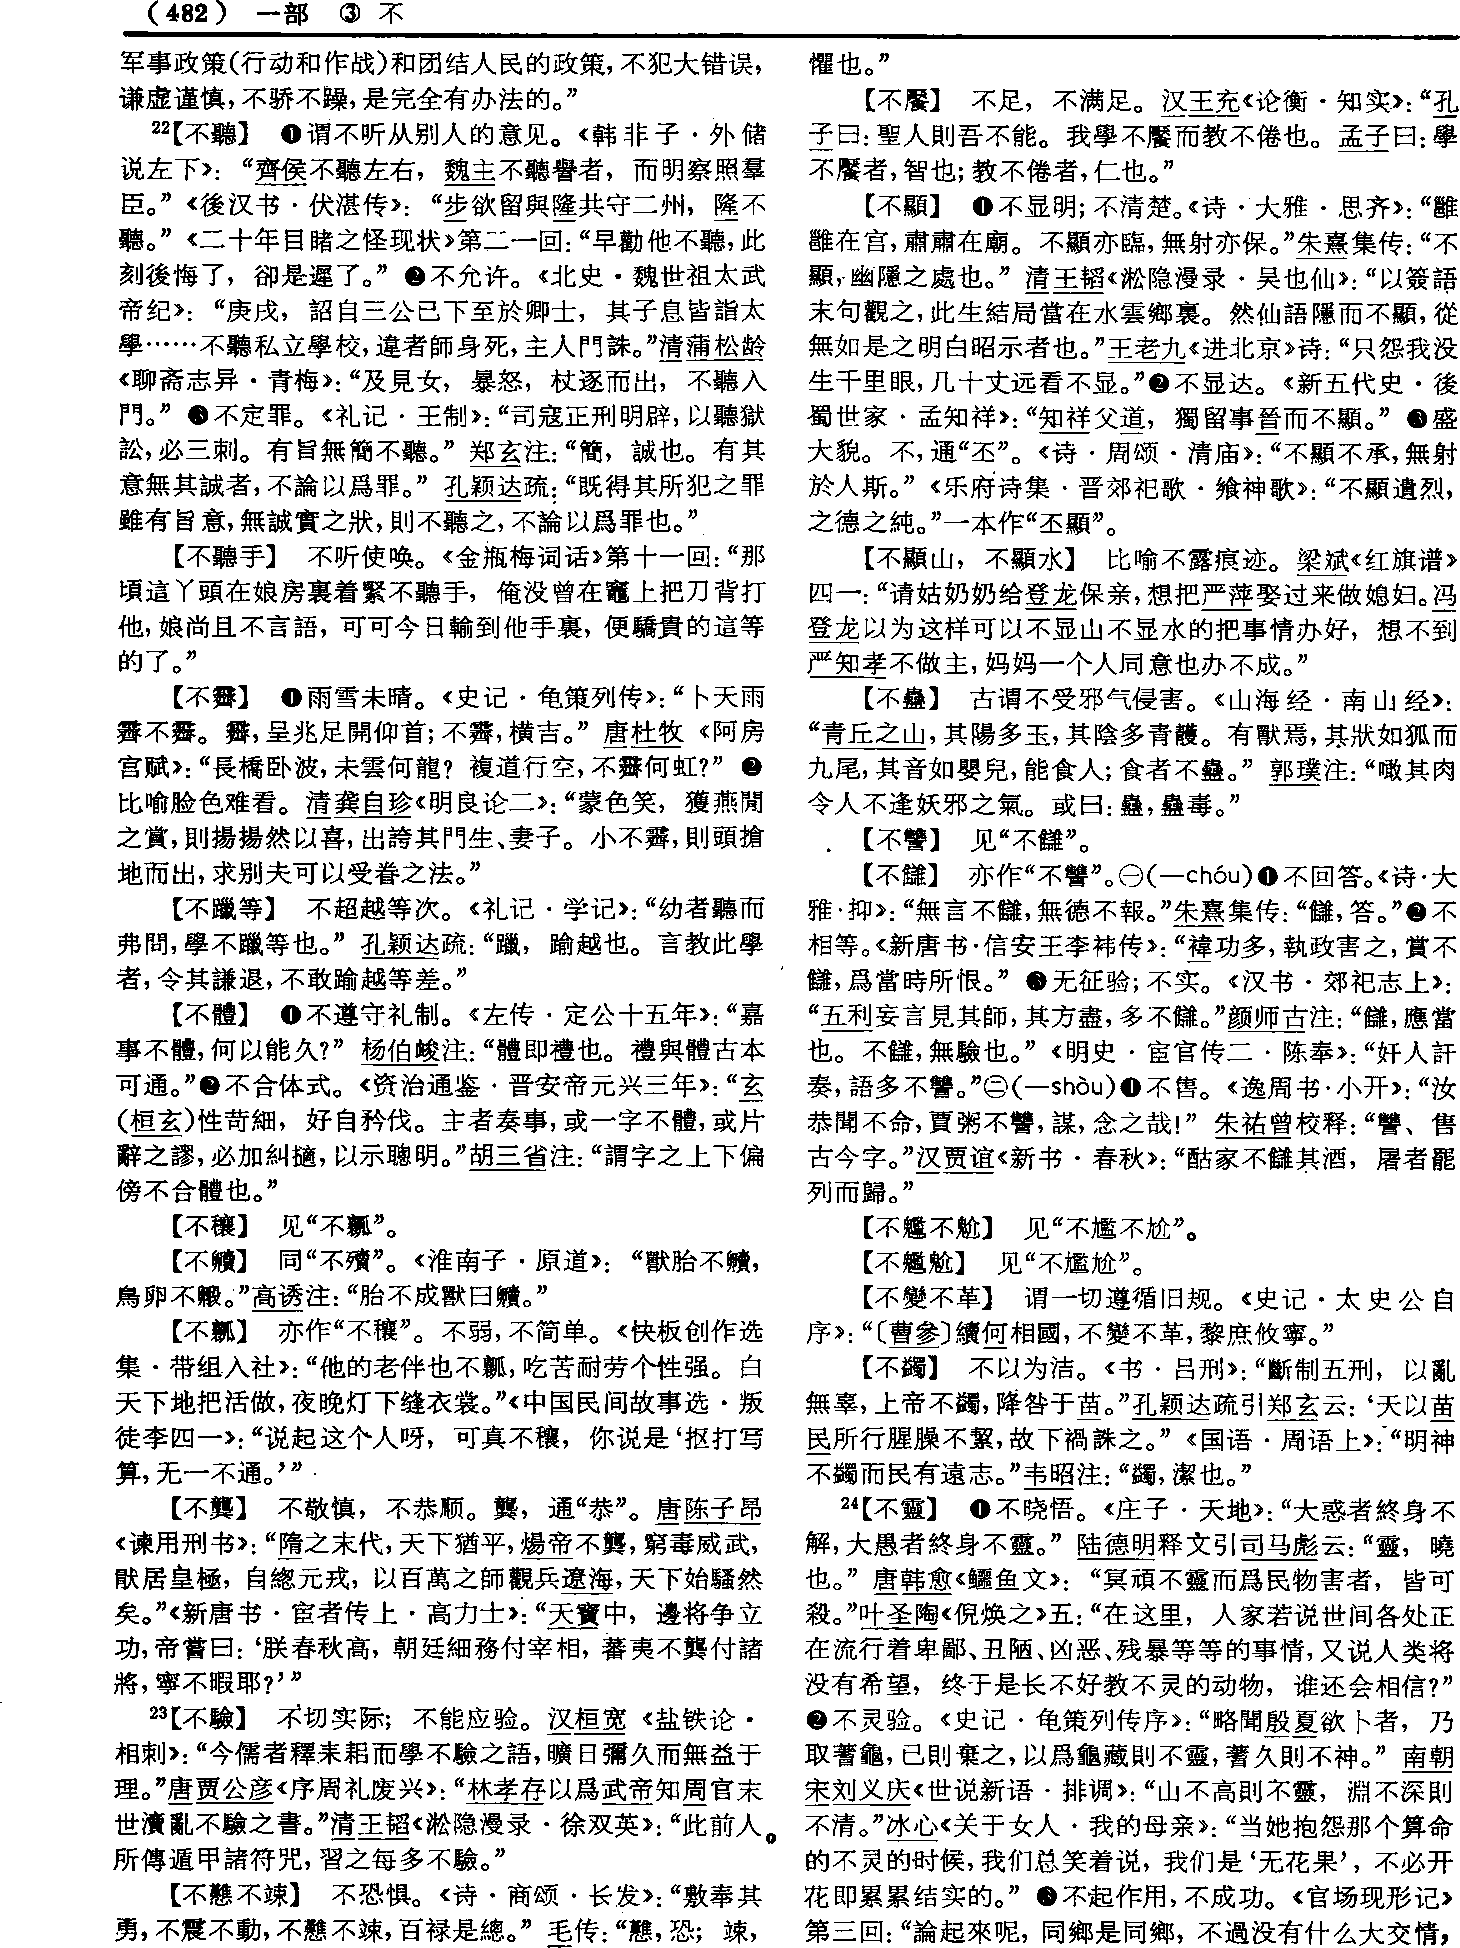 (482) 一部 ③ 不
军事政策(行动和作战)和团结人民的政策,不犯大错误,
谦虚谨慎,不骄不躁,是完全有办法的。”
22【不聽】 ❶谓不听从别人的意见。《韩非子·外储
说左下》:“齊侯不聽左右,魏主不聽譽者,而明察照羣
臣。”《後汉书·伏湛传》:“步欲留與隆共守二州,隆不
聽。”《二十年目睹之怪现状》第二一回:“早勸他不聽,此
刻後悔了,卻是遲了。” ❷不允许。《北史·魏世祖太武
帝纪》:“庚戌,詔自三公已下至於卿士,其子息皆詣太
學……不聽私立學校,違者師身死,主人門誅。”清蒲松龄
《聊斋志异·青梅》:“及見女,暴怒,杖逐而出,不聽入
門。” ❸不定罪。《礼记·王制》:“司寇正刑明辟,以聽獄
訟,必三刺。有旨無簡不聽。”郑玄注:“簡,誠也。有其
意無其誠者,不論以爲罪。”孔颖达疏:“既得其所犯之罪
雖有旨意,無誠實之狀,則不聽之,不論以爲罪也。”
【不聽手】 不听使唤。《金瓶梅词话》第十一回:“那
頃這丫頭在娘房裏着緊不聽手,俺没曾在竈上把刀背打
他,娘尚且不言語,可可今日輪到他手裏,便驕貴的這等
的了。”
【不霽】 ❶雨雪未晴。《史记·龟策列传》:“卜天雨
霽不霽。霽,呈兆足開仰首;不霽,橫吉。”唐杜牧《阿房
宫赋》:“長橋卧波,未雲何龍?複道行空,不霽何虹?” ❷
比喻脸色难看。清龚自珍《明良论二》:“蒙色笑,獲燕閒
之賞,則揚揚然以喜,出誇其門生、妻子。小不霽,則頭搶
地而出,求别夫可以受眷之法。”
【不躐等】 不超越等次。《礼记·学记》:“幼者聽而
弗問,學不躐等也。”孔颖达疏:“躐,踰越也。言教此學
者,令其謙退,不敢踰越等差。”
【不體】 ❶不遵守礼制。《左传·定公十五年》:“嘉
事不體,何以能久?”杨伯峻注:“體即禮也。禮與體古本
可通。”❷不合体式。《资治通鉴·晋安帝元兴三年》:“玄
(桓玄)性苛細,好自矜伐。主者奏事,或一字不體,或片
辭之謬,必加糾擿,以示聰明。”胡三省注:“謂字之上下偏
傍不合體也。”
【不穰】 见“不瓤”。
【不贕】 同“不殰”。《淮南子·原道》:“獸胎不贕,
鳥卵不毈。”高诱注:“胎不成獸曰贕。”
【不瓤】 亦作“不穰”。不弱,不简单。《快板创作选
集·带组入社》:“他的老伴也不瓤,吃苦耐劳个性强。白
天下地把活做,夜晚灯下缝衣裳。”《中国民间故事选·叛
徒李四一》:“说起这个人呀,可真不穰,你说是‘抠打写
算,无一不通。’”
【不龔】 不敬慎,不恭顺。龔,通“恭”。唐陈子昂
《谏用刑书》:“隋之末代,天下猶平,煬帝不龔,窮毒威武,
猒居皇極,自總元戎,以百萬之師觀兵遼海,天下始騷然
矣。”《新唐书·宦者传上·高力士》:“天寶中,邊将争立
功,帝嘗曰:‘朕春秋高,朝廷細務付宰相,蕃夷不龔付諸
將,寧不暇耶?’”
23【不驗】 不切实际;不能应验。汉桓宽《盐铁论·
相刺》:“今儒者釋耒耜而學不驗之語,曠日彌久而無益于
理。”唐贾公彦《序周礼废兴》:“林孝存以爲武帝知周官末
世瀆亂不驗之書。”清王韬《淞隐漫录·徐双英》:“此前人
所傳遁甲諸符咒,習之每多不驗。”
【不戁不竦】 不恐惧。《诗·商颂·长发》:“敷奉其
勇,不震不動,不戁不竦,百禄是總。”毛传:“戁,恐;竦,
懼也。”
【不饜】 不足,不满足。汉王充《论衡·知实》:“孔
子曰:聖人則吾不能。我學不饜而教不倦也。孟子曰:學
不饜者,智也;教不倦者,仁也。”
【不顯】 ❶不显明;不清楚。《诗·大雅·思齐》:“雝
雝在宫,肅肅在廟。不顯亦臨,無射亦保。”朱熹集传:“不
顯,幽隱之處也。”清王韬《淞隐漫录·吴也仙》:“以簽語
末句觀之,此生結局當在水雲鄉裏。然仙語隱而不顯,從
無如是之明白昭示者也。”王老九《进北京》诗:“只怨我没
生千里眼,几十丈远看不显。”❷不显达。《新五代史·後
蜀世家·孟知祥》:“知祥父道,獨留事晉而不顯。” ❸盛
大貌。不,通“丕”。《诗·周颂·清庙》:“不顯不承,無射
於人斯。”《乐府诗集·晋郊祀歌·飨神歌》:“不顯遺烈,
之德之純。”一本作“丕顯”。
【不顯山,不顯水】 比喻不露痕迹。梁斌《红旗谱》
四一:“请姑奶奶给登龙保亲,想把严萍娶过来做媳妇。冯
登龙以为这样可以不显山不显水的把事情办好,想不到
严知孝不做主,妈妈一个人同意也办不成。”
【不蠱】 古谓不受邪气侵害。《山海经·南山经》:
“青丘之山,其陽多玉,其陰多青䨼。有獸焉,其狀如狐而
九尾,其音如嬰兒,能食人;食者不蠱。”郭璞注:“噉其肉
令人不逢妖邪之氣。或曰:蠱,蠱毒。”
【不讐】 见“不雠”。
【不雠】 亦作“不讐”。㊀(—chóu)❶不回答。《诗·大
雅·抑》:“無言不雠,無德不報。”朱熹集传:“雠,答。”❷不
相等。《新唐书·信安王李祎传》:“禕功多,執政害之,賞不
雠,爲當時所恨。” ❸无征验;不实。《汉书·郊祀志上》:
“五利妄言見其師,其方盡,多不雠。”颜师古注:“雠,應當
也。不雠,無驗也。”《明史·宦官传二·陈奉》:“奸人訐
奏,語多不讐。”㊁(—shòu)❶不售。《逸周书·小开》:“汝
恭聞不命,賈粥不讐,謀,念之哉!”朱祐曾校释:“讐、售
古今字。”汉贾谊《新书·春秋》:“酤家不雠其酒,屠者罷
列而歸。”
【不尷不尬】 见“不尴不尬”。
【不尷尬】 见“不尴尬”。
【不變不革】 谓一切遵循旧规。《史记·太史公自
序》:“〔曹參〕續何相國,不變不革,黎庶攸寧。”
【不蠲】 不以为洁。《书·吕刑》:“斷制五刑,以亂
無辜,上帝不蠲,降咎于苗。”孔颖达疏引郑玄云:‘天以苗
民所行腥臊不絜,故下禍誅之。”《国语·周语上》:“明神
不蠲而民有遠志。”韦昭注:“蠲,潔也。”
24【不靈】 ❶不晓悟。《庄子·天地》:“大惑者終身不
解,大愚者終身不靈。”陆德明释文引司马彪云:“靈,曉
也。”唐韩愈《鳄鱼文》:“冥頑不靈而爲民物害者,皆可
殺。”叶圣陶《倪焕之》五:“在这里,人家若说世间各处正
在流行着卑鄙、丑陋、凶恶、残暴等等的事情,又说人类将
没有希望,终于是长不好教不灵的动物,谁还会相信?”
❷不灵验。《史记·龟策列传序》:“略聞殷夏欲卜者,乃
取蓍龜,已則棄之,以爲龜藏則不靈,蓍久則不神。”南朝
宋刘义庆《世说新语·排调》:“山不高則不靈,淵不深則
不清。”冰心《关于女人·我的母亲》:“当她抱怨那个算命
的不灵的时候,我们总笑着说,我们是‘无花果’,不必开
花即累累结实的。” ❸不起作用,不成功。《官场现形记》
第三回:“論起來呢,同鄉是同鄉,不過没有什么大交情,